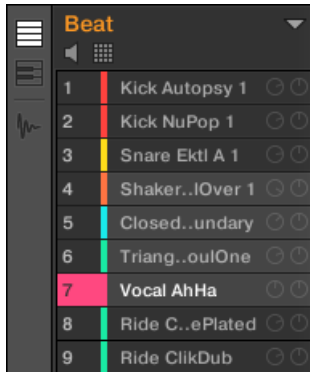 Beat
1 Kick Autopsy 1
2 Kick NuPop 1
3 Snare Ektl A 1
4 Shaker..lOver 1
5 Closed..undary
6 Triang..oulOne
7 Vocal AhHa
8 Ride C..ePlated
9 Ride ClikDub